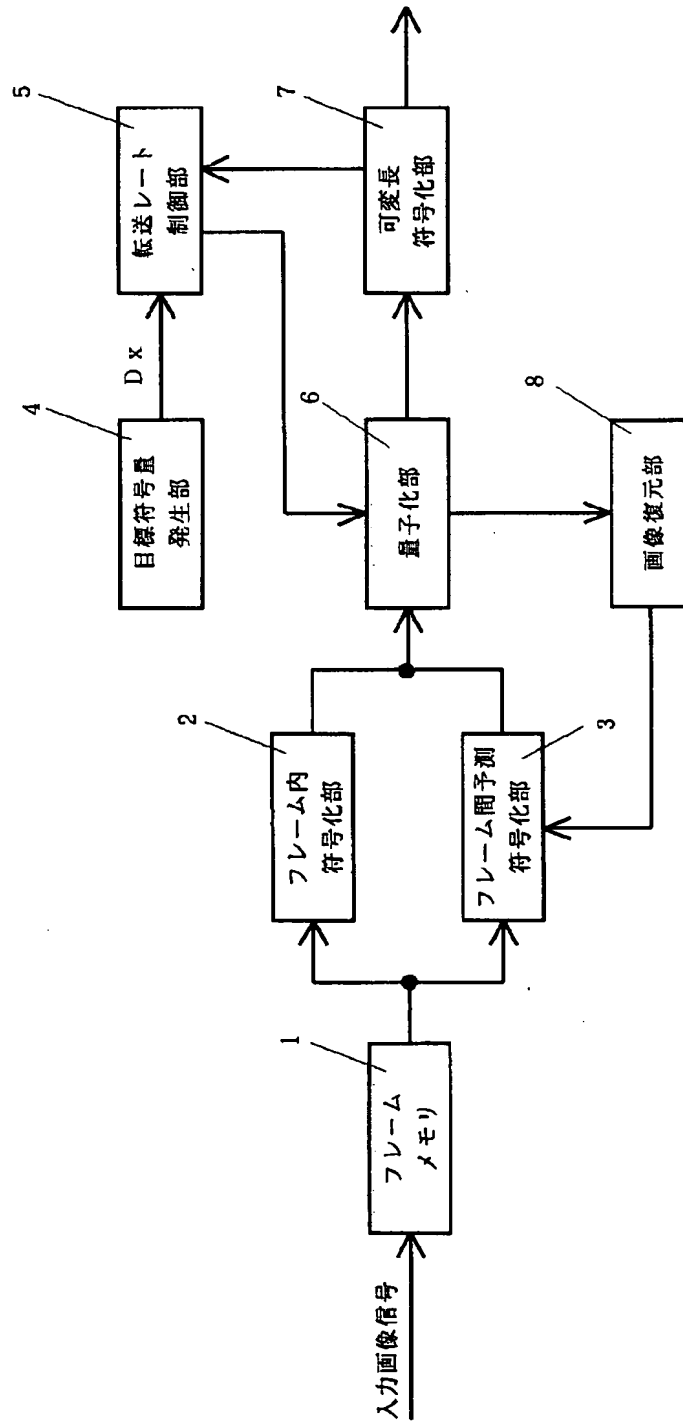 入力画像信号
1
フレーム
メモリ
2
フレーム内
符号化部
3
フレーム間予測
符号化部
4
目標符号量
発生部
Dx
5
転送レート
制御部
6
量子化部
7
可変長
符号化部
8
画像復元部